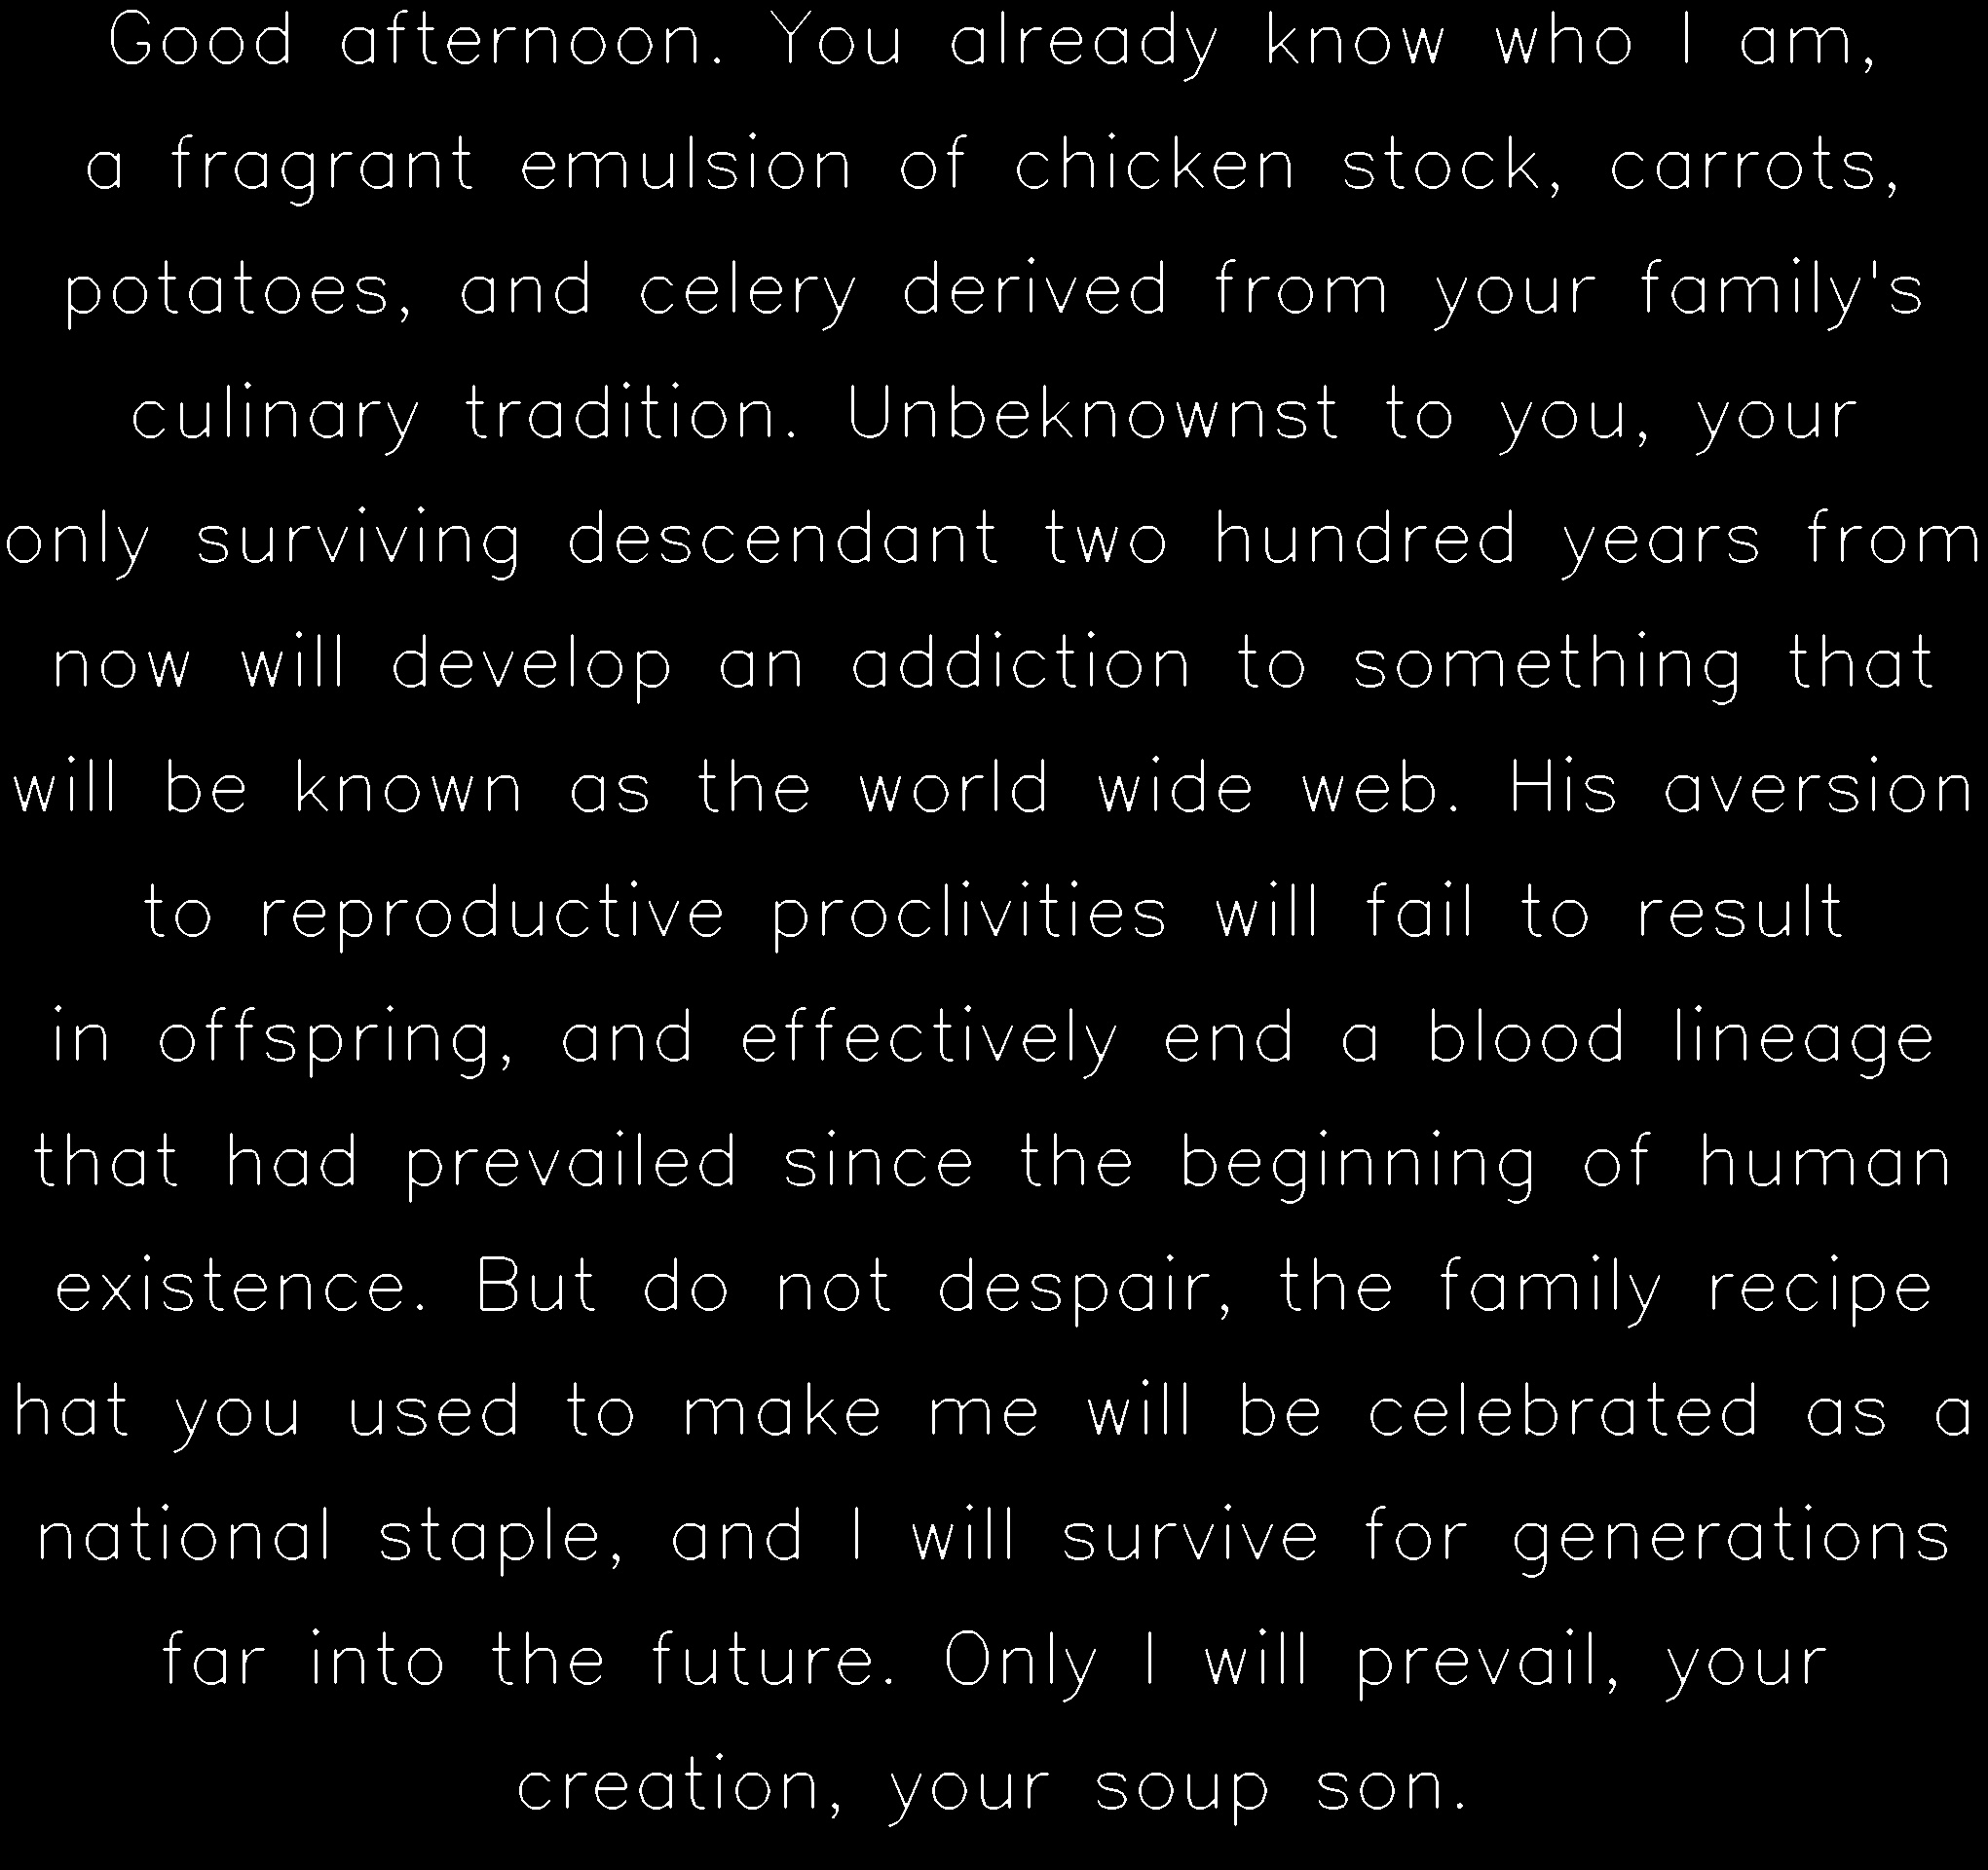 Good afternoon. You already know who I am,
a fragrant emulsion of chicken stock, carrots,
potatoes, and celery derived from your family's
culinary tradition. Unbeknownst to you, your
only surviving descendant two hundred years from
now will develop an addiction to something that
will be known as the world wide web. His aversion
to reproductive proclivities will fail to result
in offspring, and effectively end a blood lineage
that had prevailed since the beginning of human
existence. But do not despair, the family recipe
hat you used to make me will be celebrated as a
national staple, and I will survive for generations
far into the future. Only I will prevail, your
creation, your soup son.